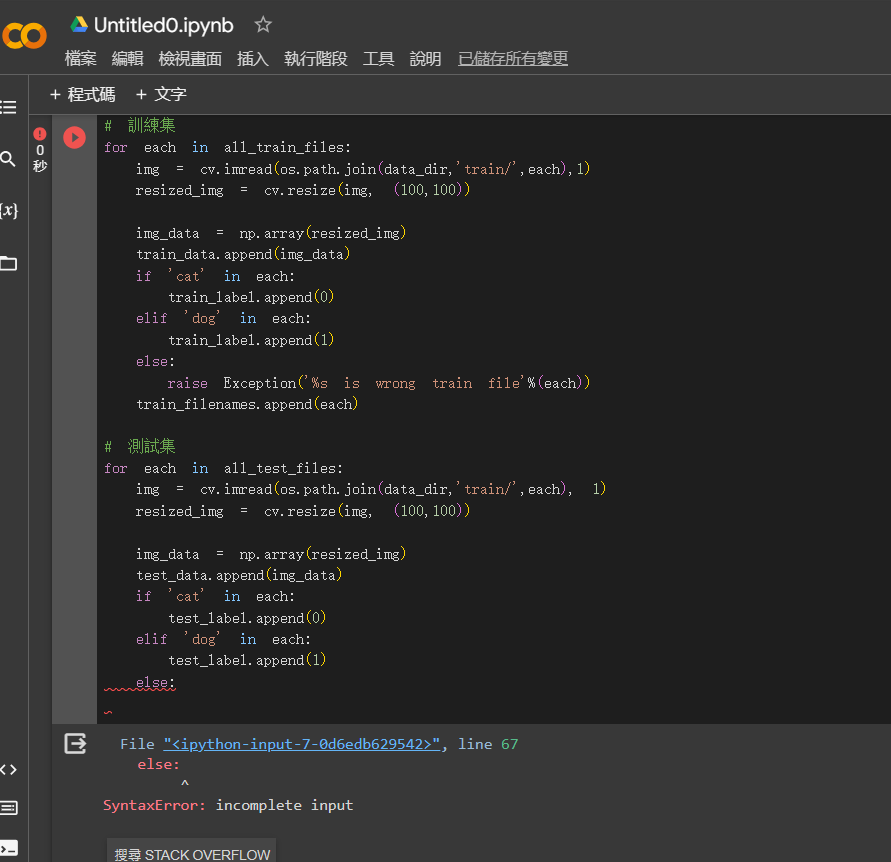 Untitled0.ipynb
檔案 編輯 檢視畫面 插入 執行階段 工具 說明 已儲存所有變更
+ 程式碼 + 文字
0
秒
{x}
# 訓練集
for each in all_train_files:
    img = cv.imread(os.path.join(data_dir,'train/',each),1)
    resized_img = cv.resize(img, (100,100))
    img_data = np.array(resized_img)
    train_data.append(img_data)
    if 'cat' in each:
        train_label.append(0)
    elif 'dog' in each:
        train_label.append(1)
    else:
        raise Exception('%s is wrong train file'%(each))
    train_filenames.append(each)
# 測試集
for each in all_test_files:
    img = cv.imread(os.path.join(data_dir,'train/',each), 1)
    resized_img = cv.resize(img, (100,100))
    img_data = np.array(resized_img)
    test_data.append(img_data)
    if 'cat' in each:
        test_label.append(0)
    elif 'dog' in each:
        test_label.append(1)
    else:
File "<ipython-input-7-0d6edb629542>", line 67
    else:
         ^
SyntaxError: incomplete input
搜尋 STACK OVERFLOW